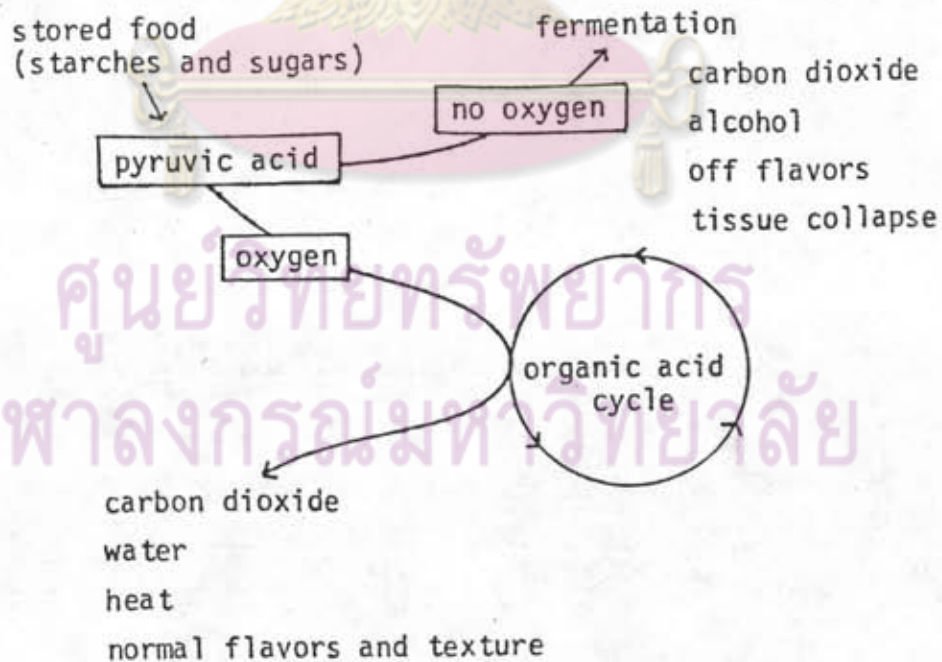 stored food
(starches and sugars)
fermentation
carbon dioxide
no oxygen
alcohol
pyruvic acid
off flavors
tissue collapse
oxygen
ศูนย์วิทยทรัพยากร
organic acid
cycle
จุฬาลงกรณ์มหาวิทยาลัย
carbon dioxide
water
heat
normal flavors and texture